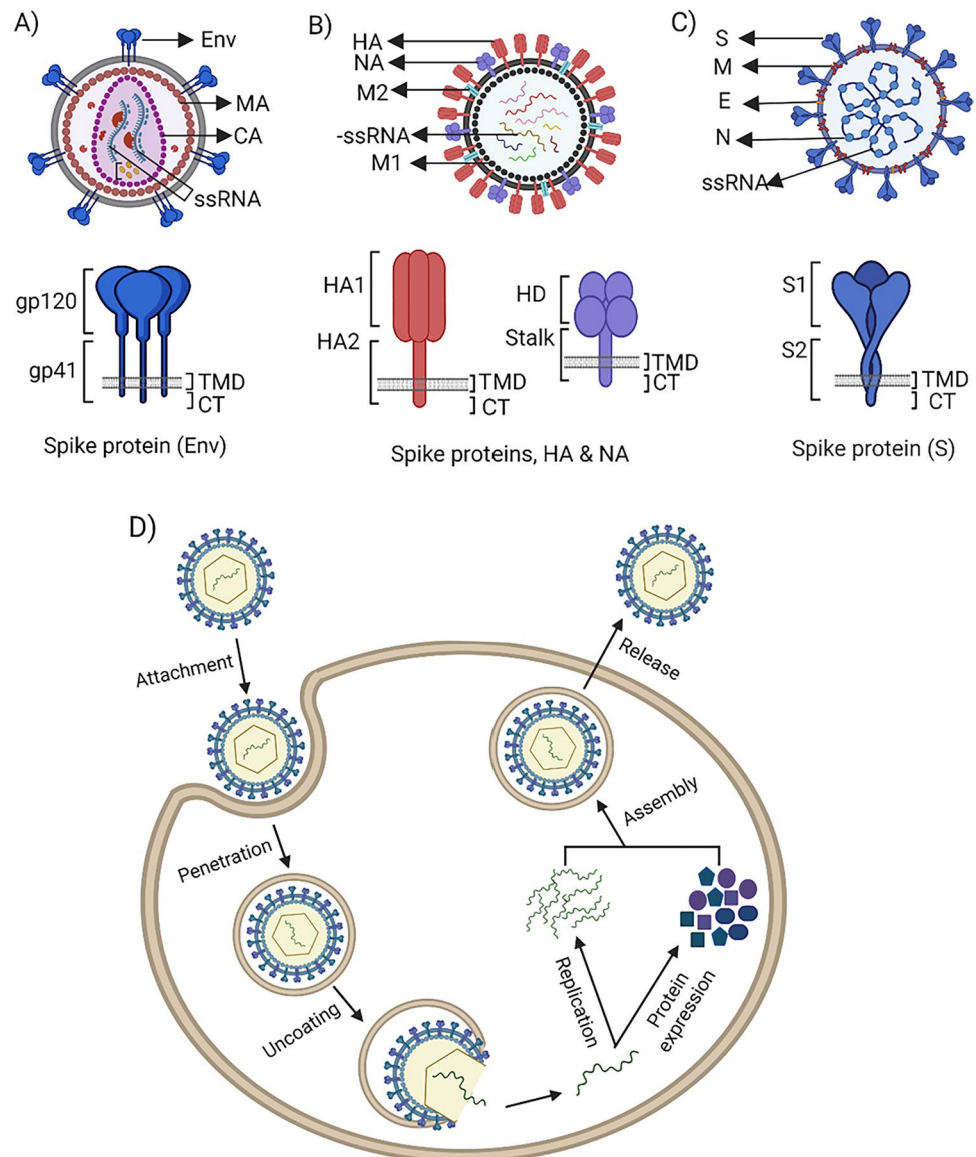 A)
Env
MA
CA
ssRNA
gp120
gp41
TMD
CT
Spike protein (Env)
B)
HA
NA
M2
-ssRNA
M1
HA1
HA2
TMD
CT
HD
Stalk
TMD
CT
Spike proteins, HA & NA
C)
S
M
E
N
ssRNA
S1
S2
TMD
CT
Spike protein (S)
D)
Attachment
Penetration
Uncoating
Replication
Protein
expression
Assembly
Release